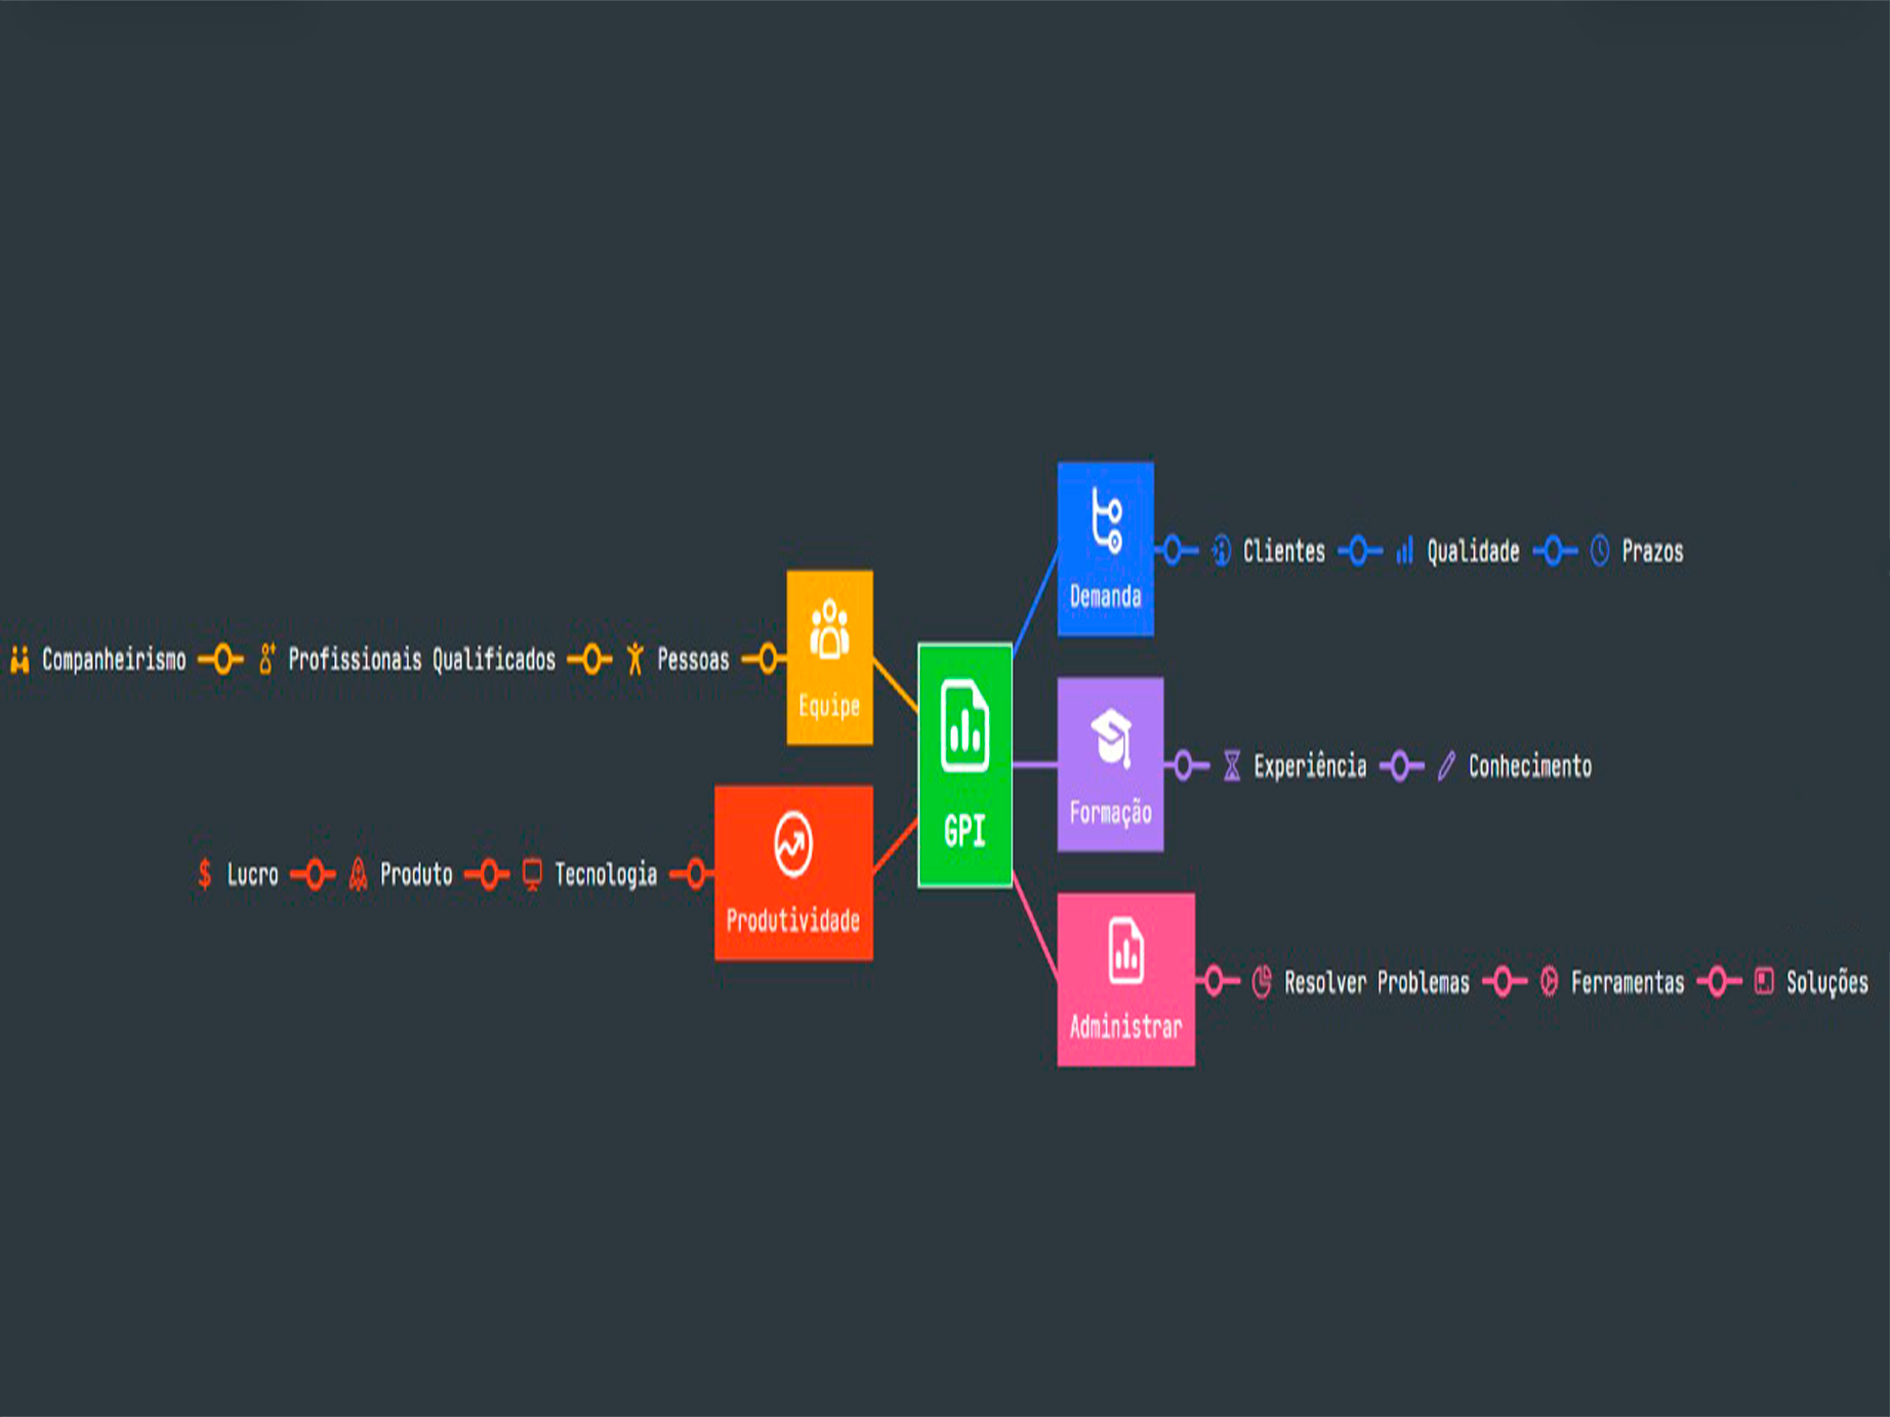 Demanda
Clientes Qualidade Prazos
Equipe
Companheirismo Profissionais Qualificados Pessoas
GPI
Formação
Experiência Conhecimento
Produtividade
Lucro Produto Tecnologia
Administrar
Resolver Problemas Ferramentas Soluções